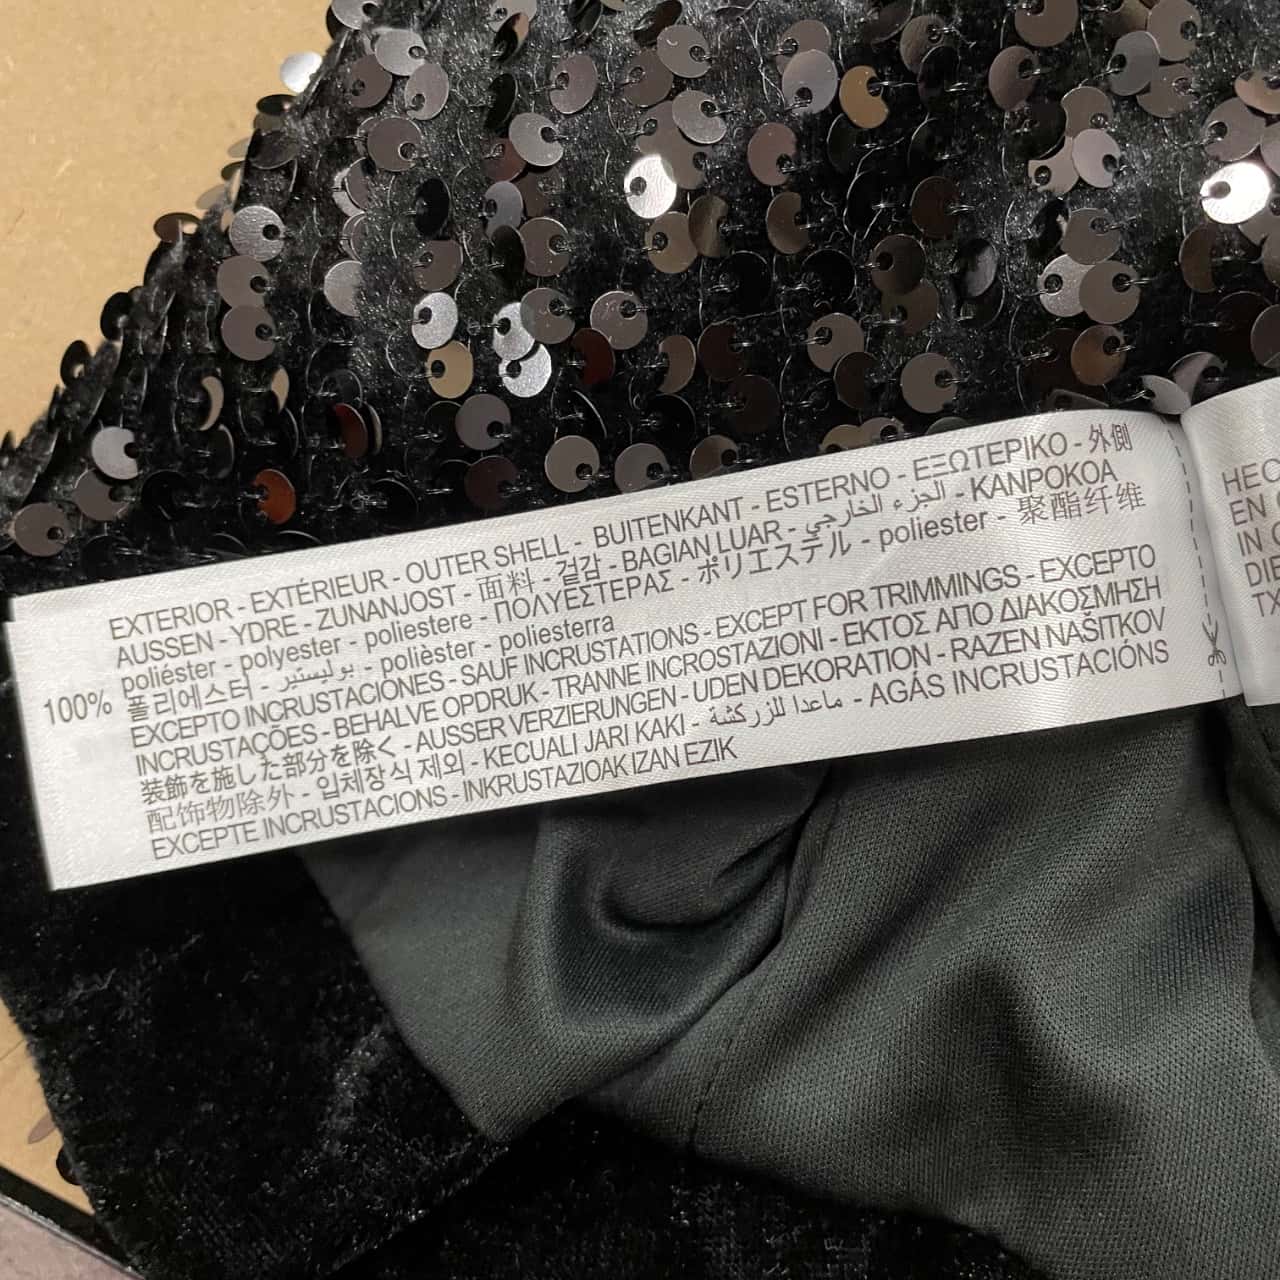 EXTERIOR - EXTÉRIEUR - OUTER SHELL - BUITENKANT - ESTERNO - ΕΞΩΤΕΡΙΚΟ - 外側
AUSSEN - YDRE - ZUNANJOST - 面料 - 겉감 - BAGIAN LUAR - الجزء الخارجي - KANPOKOA
poliéster - polyester - poliestere - ΠΟΛΥΕΣΤΕΡΑΣ - ポリエステル - poliester - 聚酯纤维
100% 폴리에스터 - بوليستير - polièster - poliesterra
EXCEPTO INCRUSTACIONES - SAUF INCRUSTATIONS - EXCEPT FOR TRIMMINGS - EXCEPTO
INCRUSTAÇÕES - BEHALVE OPDRUK - TRANNE INCROSTAZIONI - ΕΚΤΟΣ ΑΠΟ ΔΙΑΚΟΣΜΗΣΗ
装飾を施した部分を除く - AUSSER VERZIERUNGEN - UDEN DEKORATION - RAZEN NAŠITKOV
配饰物除外 - 입체장식 제외 - KECUALI JARI KAKI - ماعدا للزركشة - AGÁS INCRUSTACIÓNS
EXCEPTE INCRUSTACIONS - INKRUSTAZIOAK IZAN EZIK
HEC
EN
IN
DIE